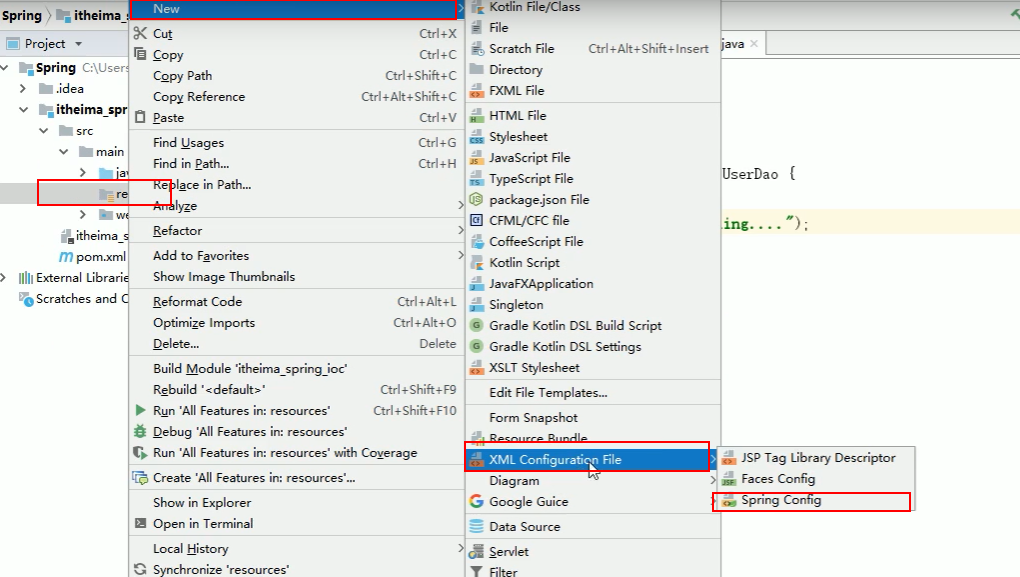 Spring
itheima_s
Project
Spring C:\Users
.idea
itheima_spr
src
main
jav
re
we
itheima_s
pom.xml
External Librarie
Scratches and C
New
Cut Ctrl+X
Copy Ctrl+C
Copy Path Ctrl+Shift+C
Copy Reference Ctrl+Alt+Shift+C
Paste Ctrl+V
Find Usages Ctrl+G
Find in Path... Ctrl+H
Replace in Path...
Analyze
Refactor
Add to Favorites
Show Image Thumbnails
Reformat Code Ctrl+Alt+L
Optimize Imports Ctrl+Alt+O
Delete... Delete
Build Module 'itheima_spring_ioc'
Rebuild '<default>' Ctrl+Shift+F9
Run 'All Features in: resources' Ctrl+Shift+F10
Debug 'All Features in: resources'
Run 'All Features in: resources' with Coverage
Create 'All Features in: resources'...
Show in Explorer
Open in Terminal
Local History
Synchronize 'resources'
Kotlin File/Class
File
Scratch File Ctrl+Alt+Shift+Insert
Directory
FXML File
HTML File
Stylesheet
JavaScript File
TypeScript File
package.json File
CFML/CFC file
CoffeeScript File
Kotlin Script
JavaFXApplication
Singleton
Gradle Kotlin DSL Build Script
Gradle Kotlin DSL Settings
XSLT Stylesheet
Edit File Templates...
Form Snapshot
Resource Bundle
XML Configuration File
Diagram
Google Guice
Data Source
Servlet
Filter
JSP Tag Library Descriptor
Faces Config
Spring Config
java
UserDao {
ing....");